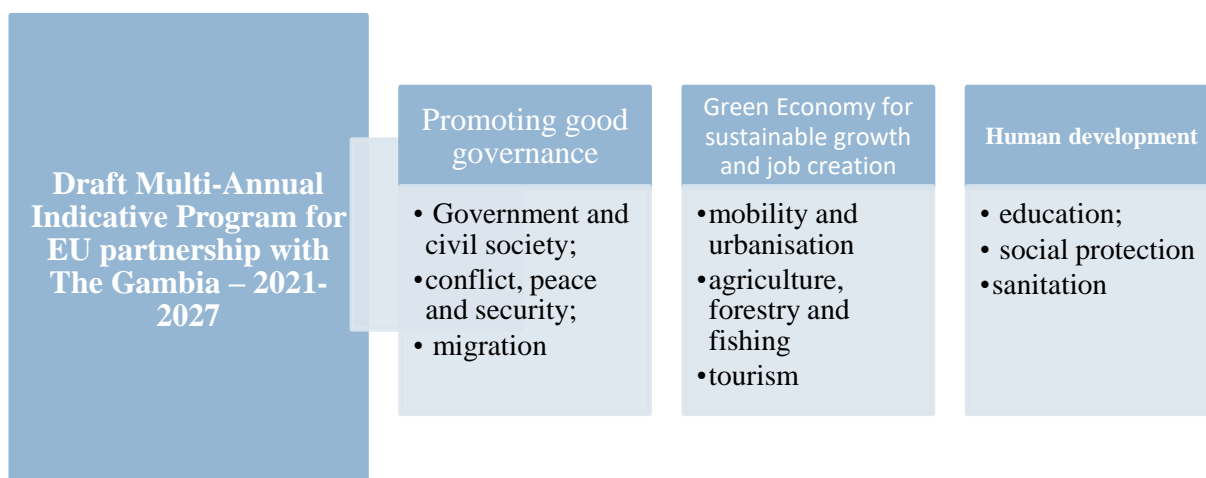 Draft Multi-Annual
Indicative Program for
EU partnership with
The Gambia – 2021-
2027
Promoting good
governance
• Government and
civil society;
•conflict, peace
and security;
• migration
Green Economy for
sustainable growth
and job creation
•mobility and
urbanisation
•agriculture,
forestry and
fishing
•tourism
Human development
• education;
• social protection
•sanitation